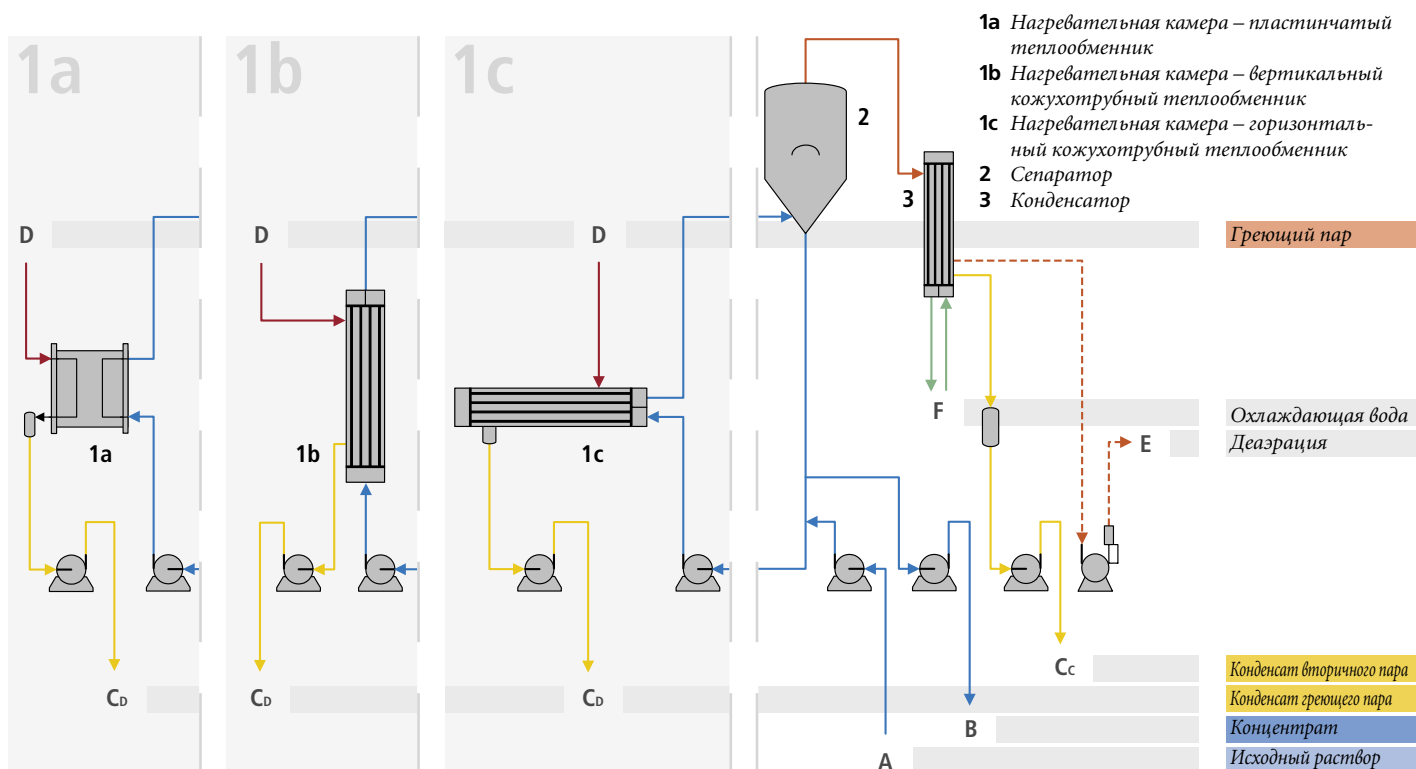 1a
1b
1c
1a Нагревательная камера – пластинчатый
теплообменник
1b Нагревательная камера – вертикальный
кожухотрубный теплообменник
1c Нагревательная камера – горизонталь-
ный кожухотрубный теплообменник
2 Сепаратор
3 Конденсатор
2
3
D
D
D
Греющий пар
F
Охлаждающая вода
E
Деаэрация
1a
1b
1c
Cc
Конденсат вторичного пара
CD
CD
CD
Конденсат греющего пара
B
Концентрат
A
Исходный раствор